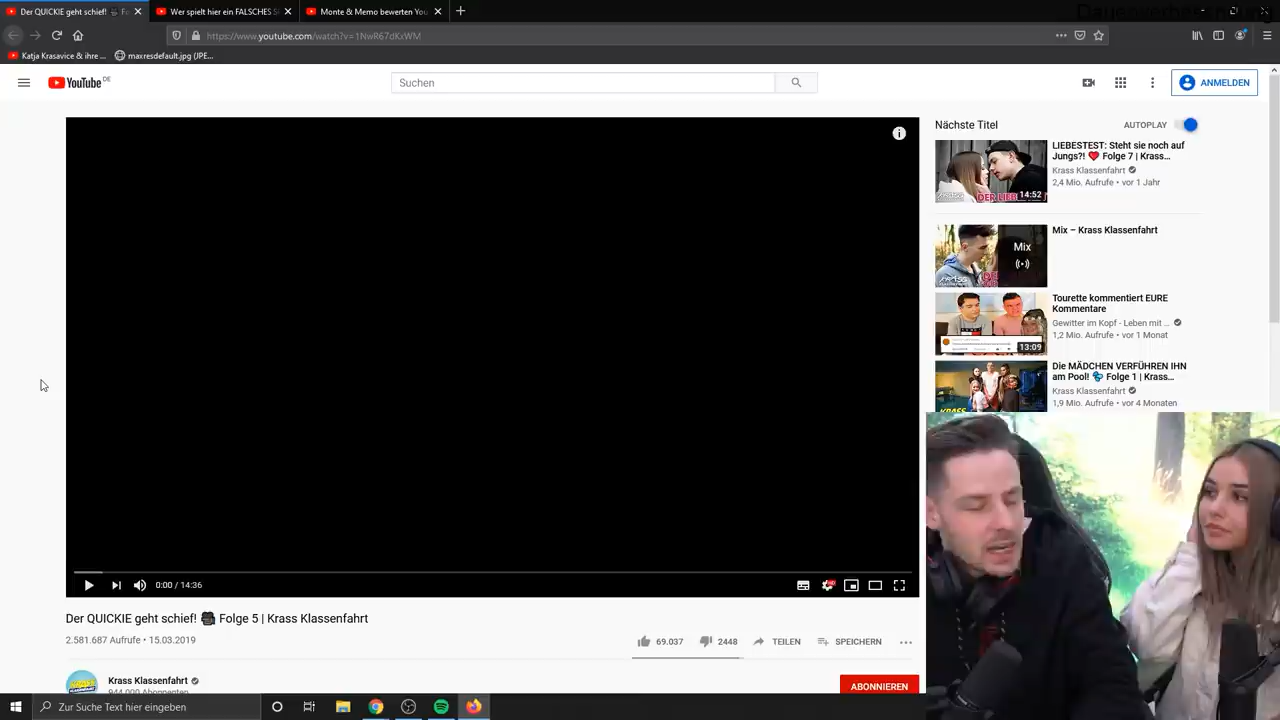 Der QUICKIE geht schief!
Wer spielt hier ein FALSCHES S
Monte & Memo bewerten You
https://www.youtube.com/watch?v=1NwR67dKxWM
Katja Krasavice & ihre ...
maxresdefault.jpg (JPE...
YouTube DE
Suchen
ANMELDEN
Nächste Titel
AUTOPLAY
LIEBESTEST: Steht sie noch auf
Jungs?! ❤️ Folge 7 | Krass...
Krass Klassenfahrt
2,4 Mio. Aufrufe • vor 1 Jahr
14:52
Mix – Krass Klassenfahrt
Mix
Tourette kommentiert EURE
Kommentare
Gewitter im Kopf - Leben mit ...
1,2 Mio. Aufrufe • vor 1 Monat
13:09
Die MÄDCHEN VERFÜHREN IHN
am Pool! 💦 Folge 1 | Krass...
Krass Klassenfahrt
1,9 Mio. Aufrufe • vor 4 Monaten
0:00 / 14:36
HD
Der QUICKIE geht schief! Folge 5 | Krass Klassenfahrt
2.581.687 Aufrufe • 15.03.2019
69.037
2448
TEILEN
SPEICHERN
Krass Klassenfahrt
944.000 Abonnenten
ABONNIEREN
Zur Suche Text hier eingeben